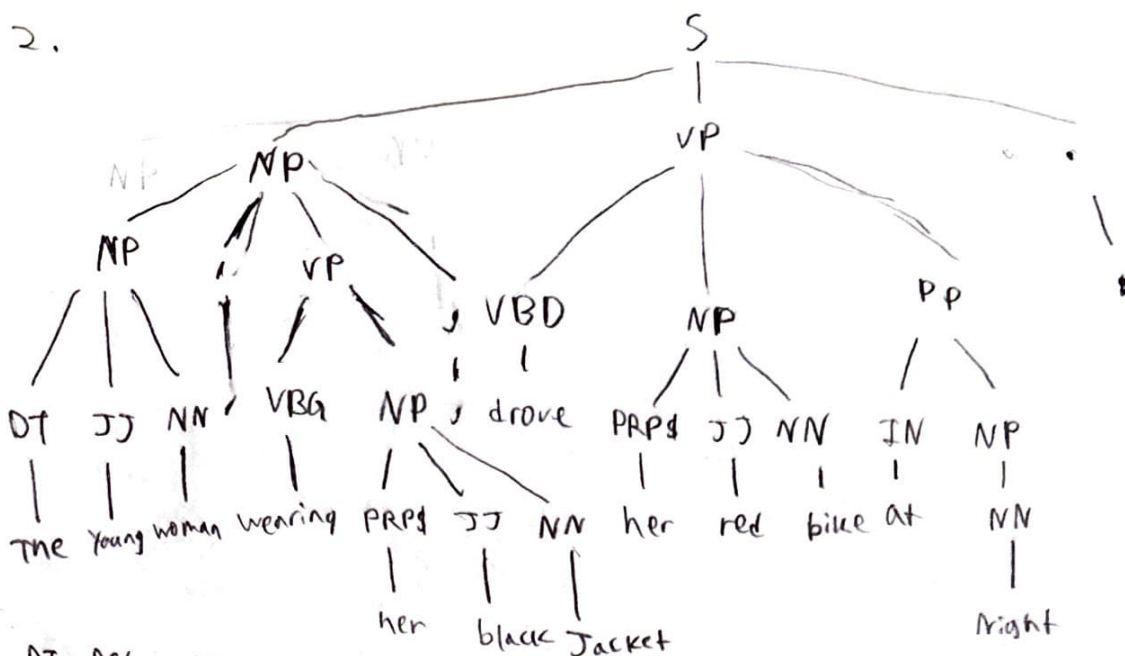 2.
S
NP NP VP .
NP , VP , VBD NP PP .
DT JJ NN , VBG NP , drove PRP$ JJ NN IN NP
The Young woman wearing PRP$ JJ NN her red bike at NN
her black Jacket Night